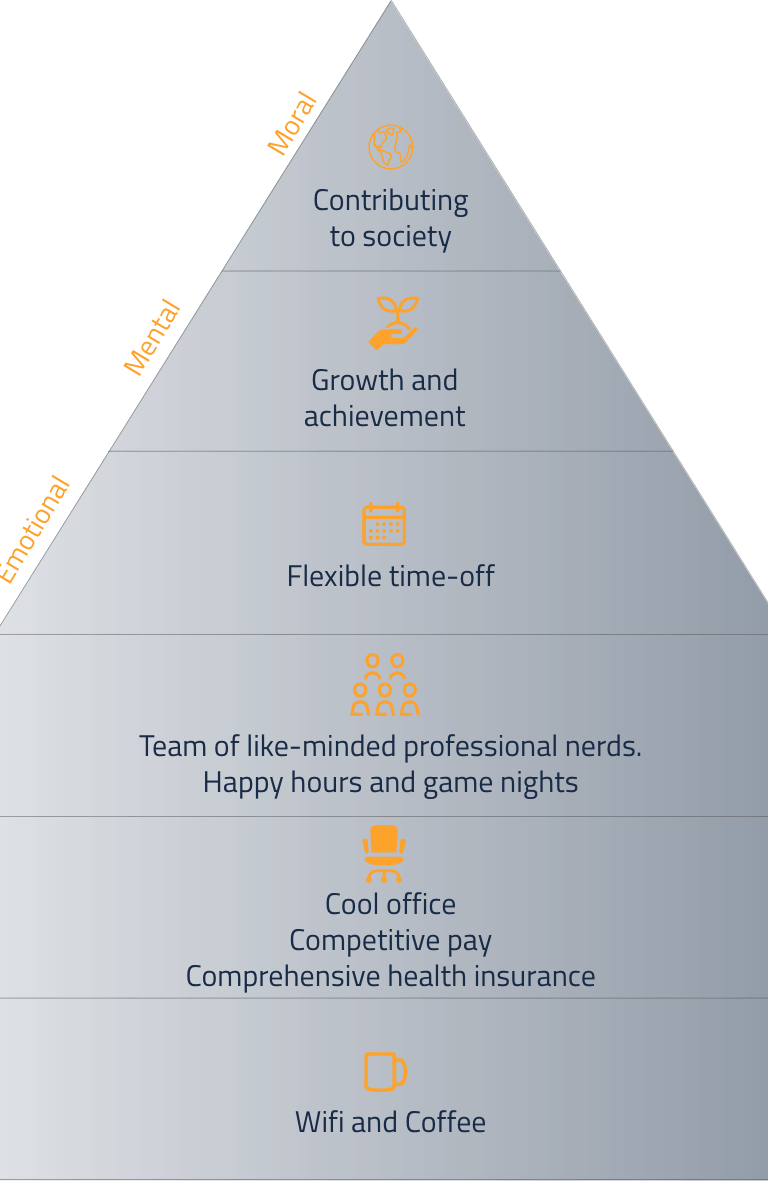 Moral
Contributing
to society
Mental
Growth and
achievement
Emotional
Flexible time-off
Team of like-minded professional nerds.
Happy hours and game nights
Cool office
Competitive pay
Comprehensive health insurance
Wifi and Coffee